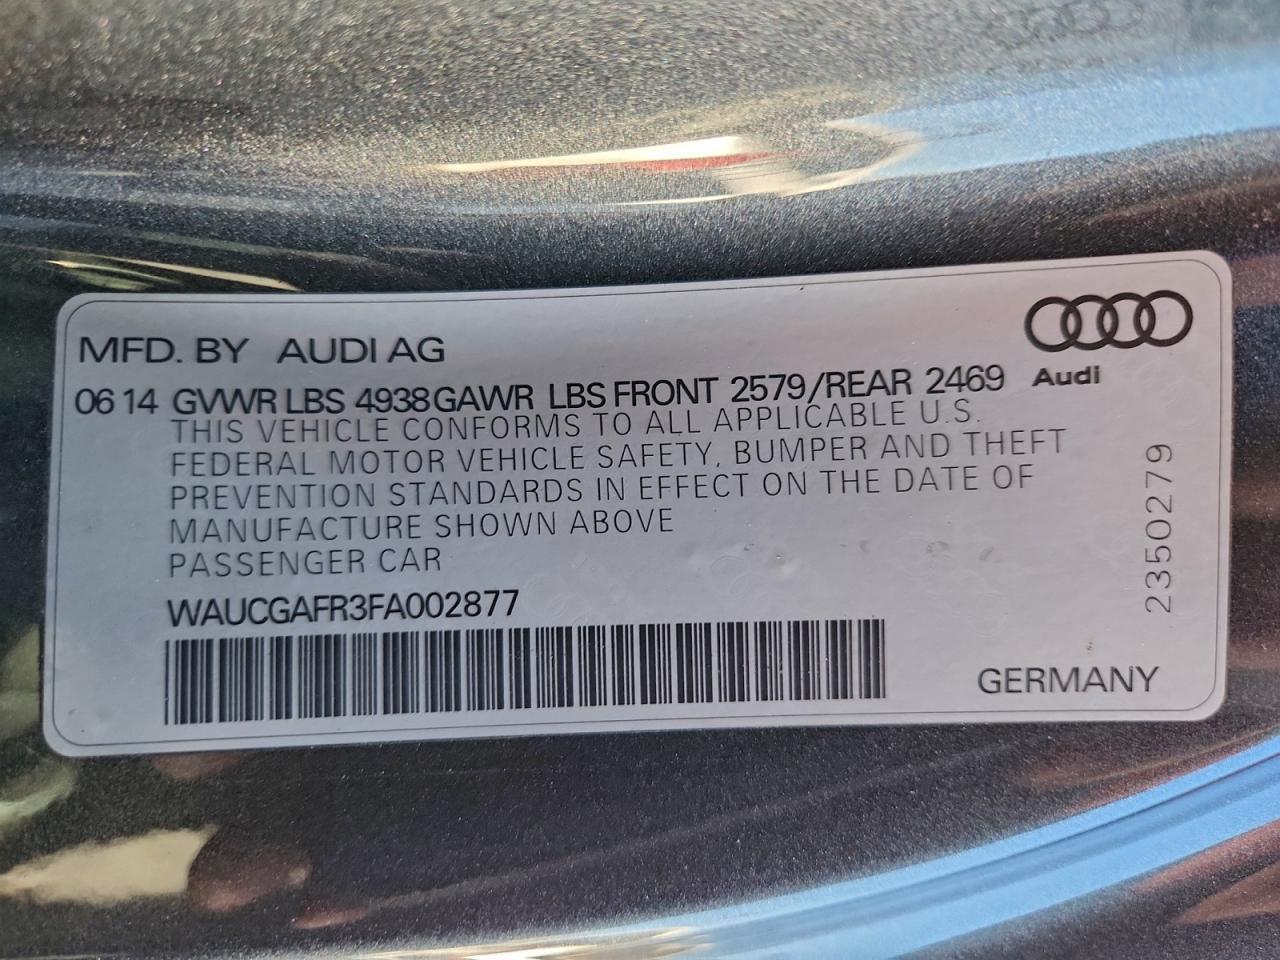 MFD. BY AUDI AG
06 14 GVWR LBS 4938 GAWR LBS FRONT 2579/REAR 2469
Audi
THIS VEHICLE CONFORMS TO ALL APPLICABLE U.S.
FEDERAL MOTOR VEHICLE SAFETY, BUMPER AND THEFT
PREVENTION STANDARDS IN EFFECT ON THE DATE OF
MANUFACTURE SHOWN ABOVE
PASSENGER CAR
WAUCGAFR3FA002877
2350279
GERMANY